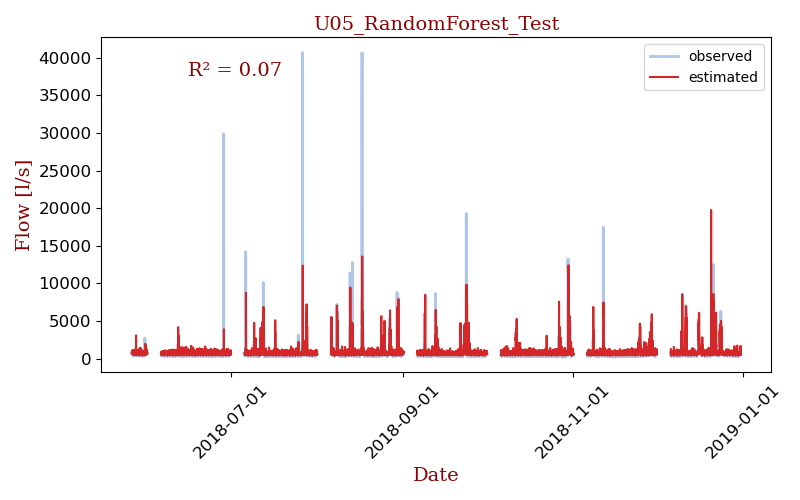 U05_RandomForest_Test
R² = 0.07
observed
estimated
Flow [l/s]
40000
35000
30000
25000
20000
15000
10000
5000
0
2018-07-01
2018-09-01
2018-11-01
2019-01-01
Date